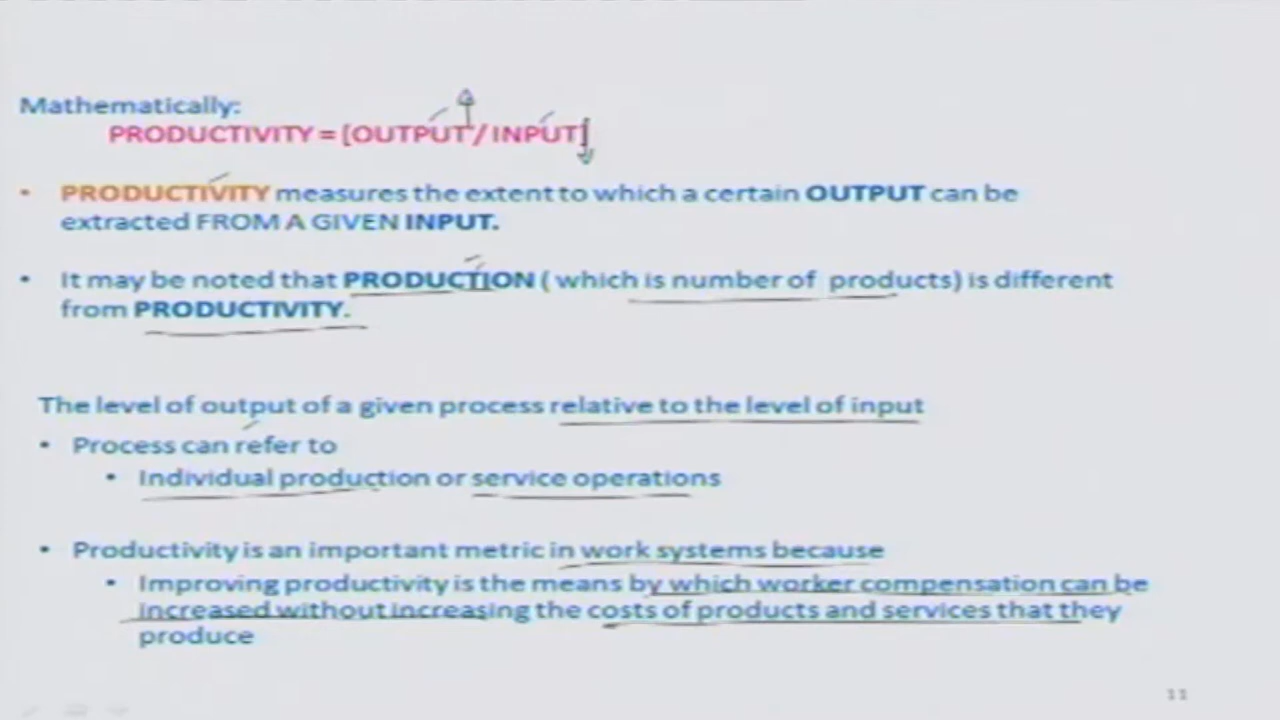 Mathematically:
PRODUCTIVITY = [OUTPUT / INPUT]
• PRODUCTIVITY measures the extent to which a certain OUTPUT can be
extracted FROM A GIVEN INPUT.
• It may be noted that PRODUCTION ( which is number of products) is different
from PRODUCTIVITY.
The level of output of a given process relative to the level of input
• Process can refer to
• Individual production or service operations
• Productivity is an important metric in work systems because
• Improving productivity is the means by which worker compensation can be
increased without increasing the costs of products and services that they
produce
11